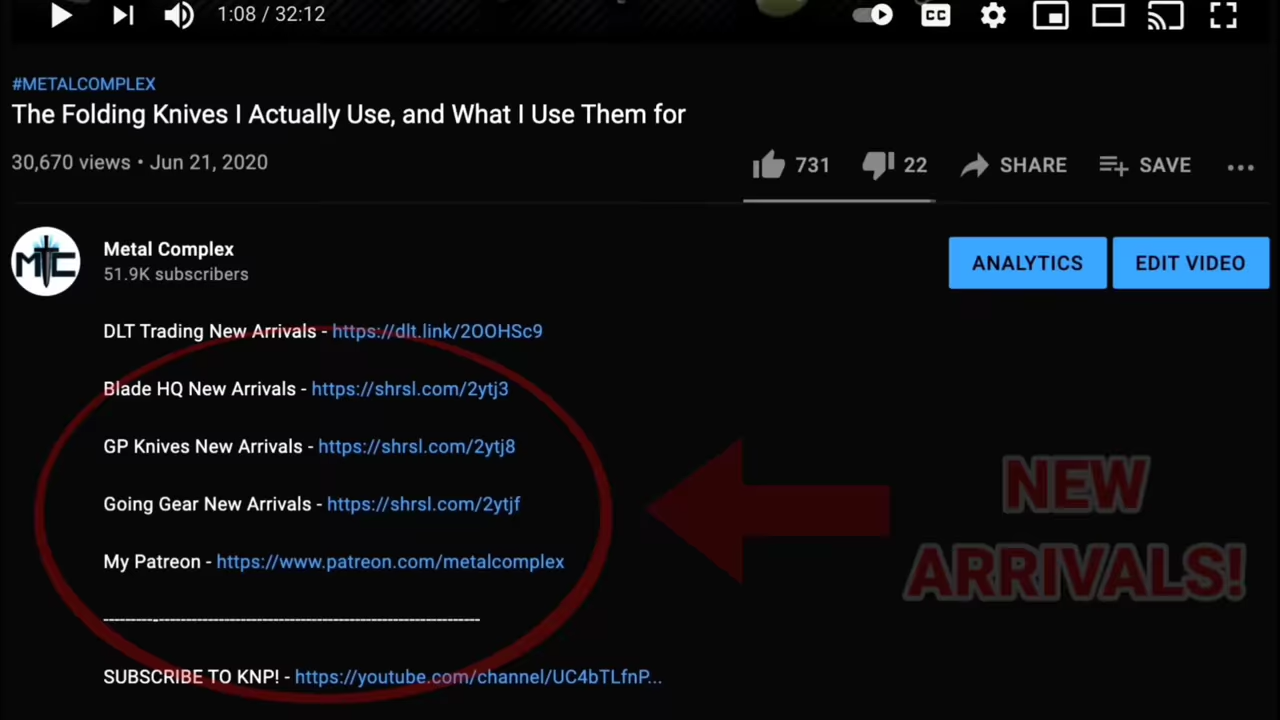 1:08 / 32:12
CC
#METALCOMPLEX
The Folding Knives I Actually Use, and What I Use Them for
30,670 views • Jun 21, 2020
731
22
SHARE
SAVE
MTC
Metal Complex
51.9K subscribers
ANALYTICS
EDIT VIDEO
DLT Trading New Arrivals - https://dlt.link/2OOHSc9
Blade HQ New Arrivals - https://shrsl.com/2ytj3
GP Knives New Arrivals - https://shrsl.com/2ytj8
Going Gear New Arrivals - https://shrsl.com/2ytjf
My Patreon - https://www.patreon.com/metalcomplex
NEW
ARRIVALS!
---------------------------------------------------------------
SUBSCRIBE TO KNP! - https://youtube.com/channel/UC4bTLfnP...